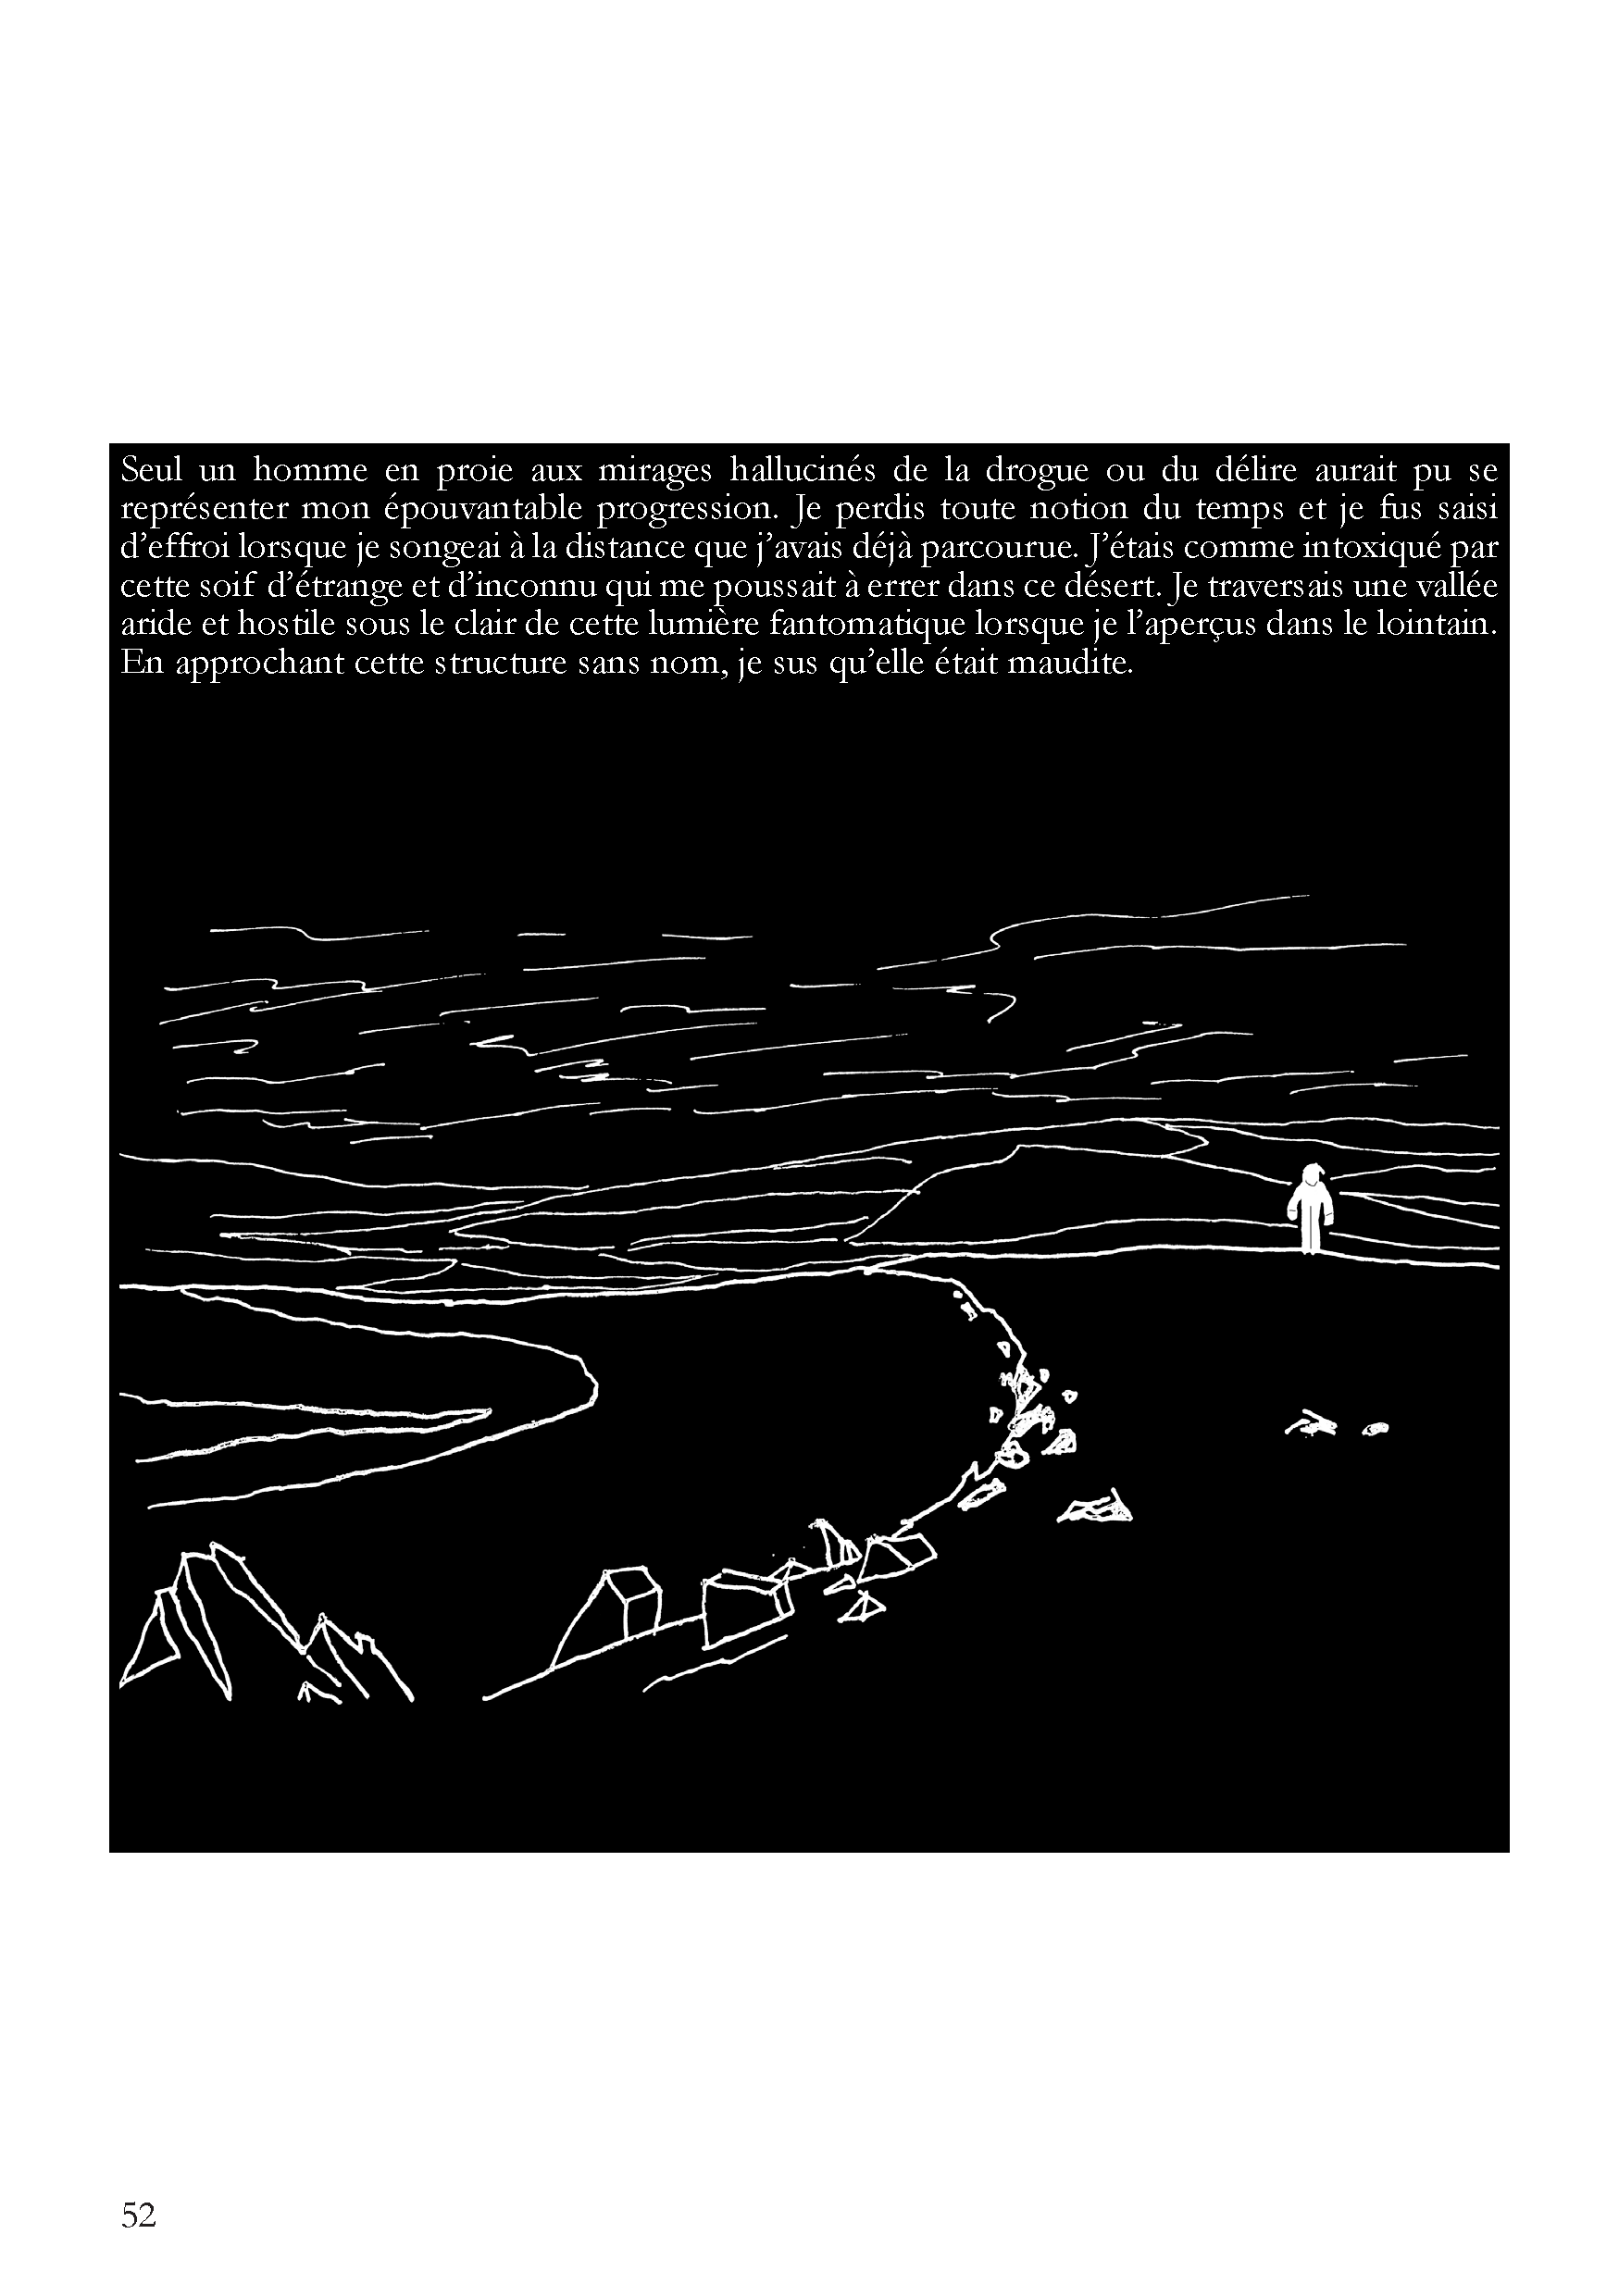 Seul un homme en proie aux mirages hallucinés de la drogue ou du délire aurait pu se
représenter mon épouvantable progression. Je perdis toute notion du temps et je fus saisi
d’effroi lorsque je songeai à la distance que j’avais déjà parcourue. J’étais comme intoxiqué par
cette soif d’étrange et d’inconnu qui me poussait à errer dans ce désert. Je traversais une vallée
aride et hostile sous le clair de cette lumière fantomatique lorsque je l’aperçus dans le lointain.
En approchant cette structure sans nom, je sus qu’elle était maudite.
52